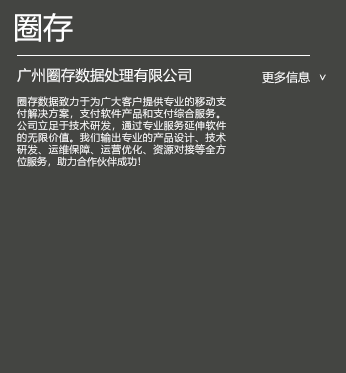 圈存
广州圈存数据处理有限公司
更多信息 ∨
圈存数据致力于为广大客户提供专业的移动支
付解决方案，支付软件产品和支付综合服务。
公司立足于技术研发，通过专业服务延伸软件
的无限价值。我们输出专业的产品设计、技术
研发、运维保障、运营优化、资源对接等全方
位服务，助力合作伙伴成功！